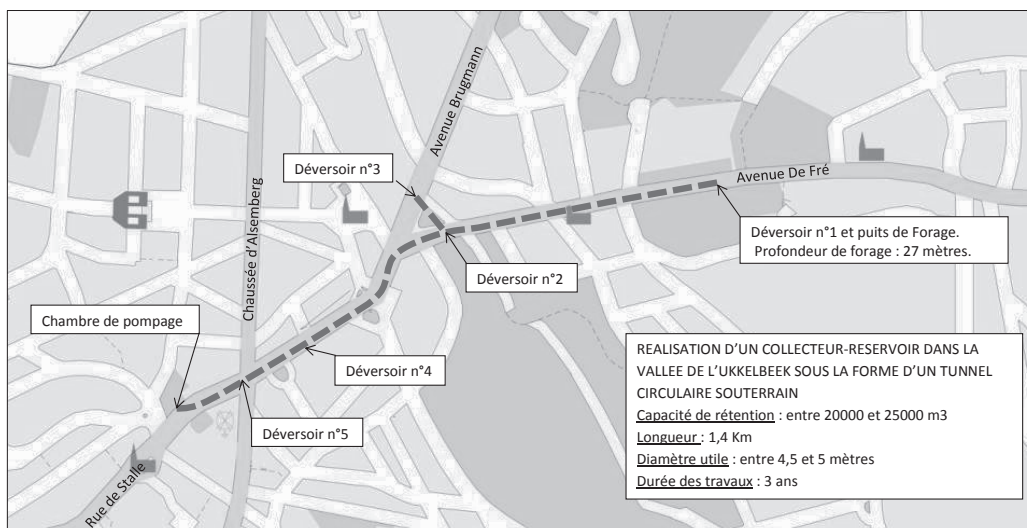 Avenue Brugmann
Déversoir n°3
Avenue De Fré
Chaussée d'Alsemberg
Déversoir n°1 et puits de Forage.
Profondeur de forage : 27 mètres.
Déversoir n°2
Chambre de pompage
Déversoir n°4
Déversoir n°5
Rue de Stalle
REALISATION D'UN COLLECTEUR-RESERVOIR DANS LA
VALLEE DE L'UKKELBEEK SOUS LA FORME D'UN TUNNEL
CIRCULAIRE SOUTERRAIN
Capacité de rétention : entre 20000 et 25000 m3
Longueur : 1,4 Km
Diamètre utile : entre 4,5 et 5 mètres
Durée des travaux : 3 ans